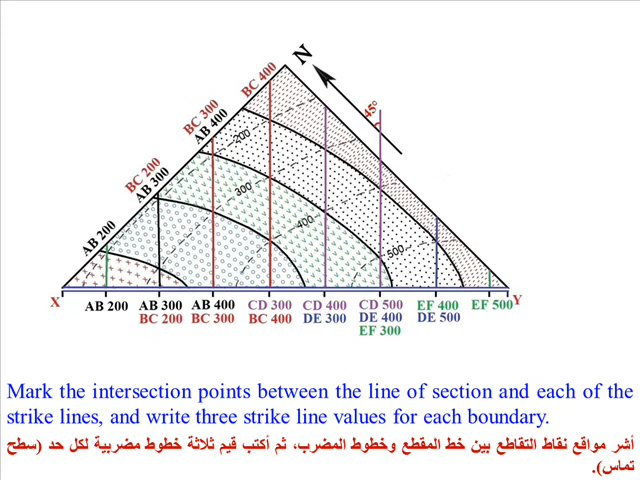 N
45°
BC 400
BC 300
AB 400
BC 200
AB 300
AB 200
200
300
400
500
X
Y
AB 200 AB 300 AB 400 CD 300 CD 400 CD 500 EF 400 EF 500
BC 200 BC 300 BC 400 DE 300 DE 400 DE 500
EF 300
Mark the intersection points between the line of section and each of the
strike lines, and write three strike line values for each boundary.
أشر مواقع نقاط التقاطع بين خط المقطع وخطوط المضرب، ثم أكتب قيم ثلاثة خطوط مضربية لكل حد (سطح
تماس).